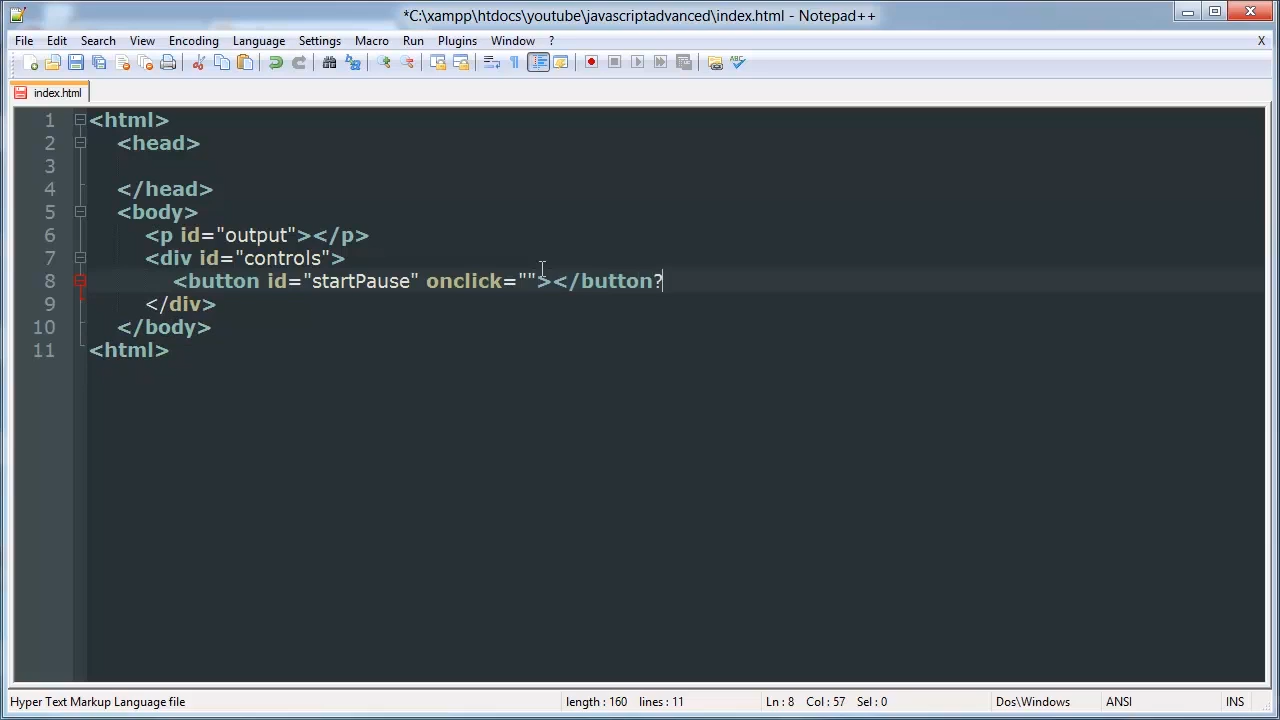 *C:\xampp\htdocs\youtube\javascriptadvanced\index.html - Notepad++
File Edit Search View Encoding Language Settings Macro Run Plugins Window ? X
index.html
1 <html>
2 <head>
3
4 </head>
5 <body>
6 <p id="output"></p>
7 <div id="controls">
8 <button id="startPause" onclick=""></button?
9 </div>
10 </body>
11 <html>
Hyper Text Markup Language file length : 160 lines : 11 Ln : 8 Col : 57 Sel : 0 Dos\Windows ANSI INS